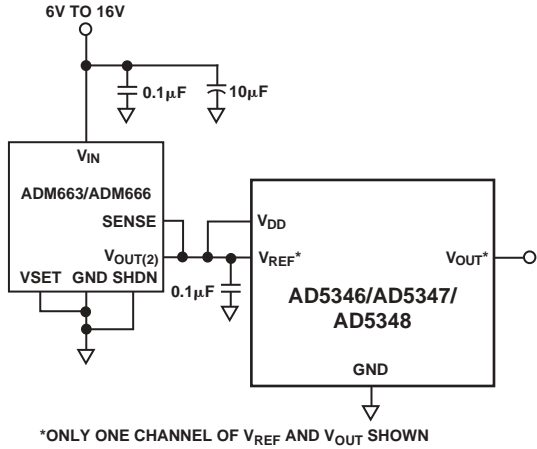 6V TO 16V
0.1μF
10μF
VIN
ADM663/ADM666
SENSE
VOUT(2)
VSET GND SHDN
0.1μF
VDD
VREF*
VOUT*
AD5346/AD5347/
AD5348
GND
*ONLY ONE CHANNEL OF VREF AND VOUT SHOWN